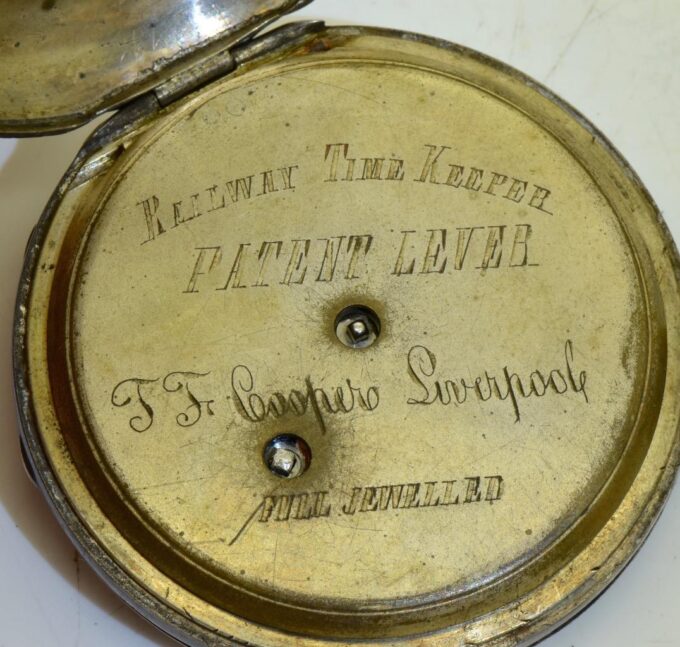 RAILWAY TIME KEEPER
PATENT LEVER
T. F. Cooper Liverpool
FULL JEWELLED